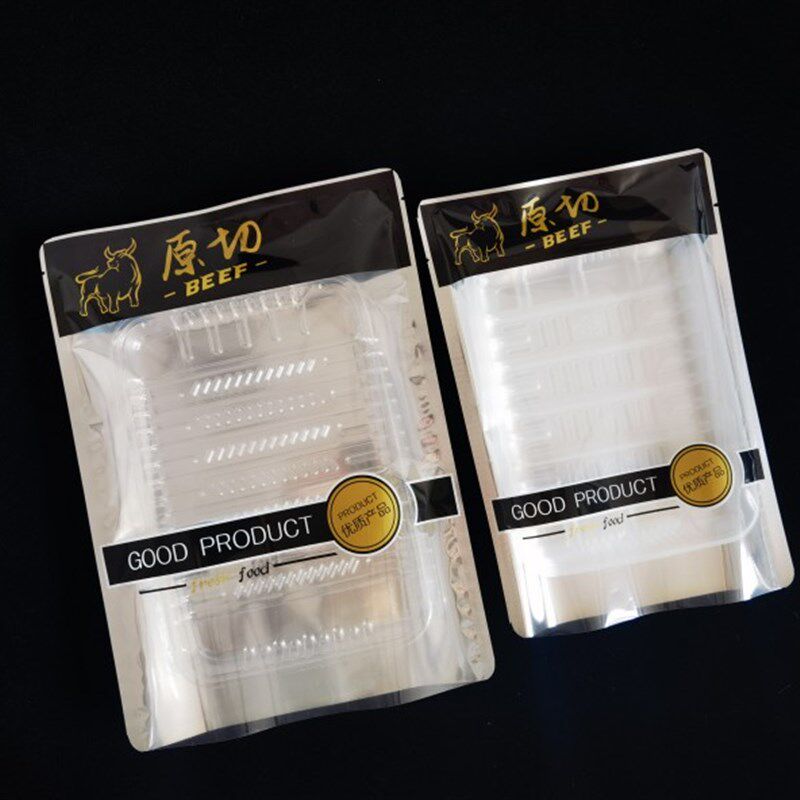 原切
- BEEF -
GOOD PRODUCT
PRODUCT
优质产品
fresh food
原切
- BEEF -
GOOD PRODUCT
PRODUCT
优质产品
fresh food